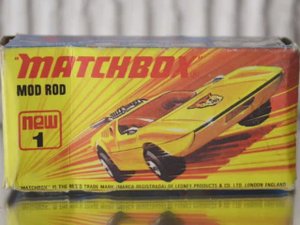 "MATCHBOX"
MOD ROD
new
1
"MATCHBOX" IS THE REG'D TRADE MARK (MARCA REGISTRADA) OF LESNEY PRODUCTS & CO. LTD. LONDON ENGLAND